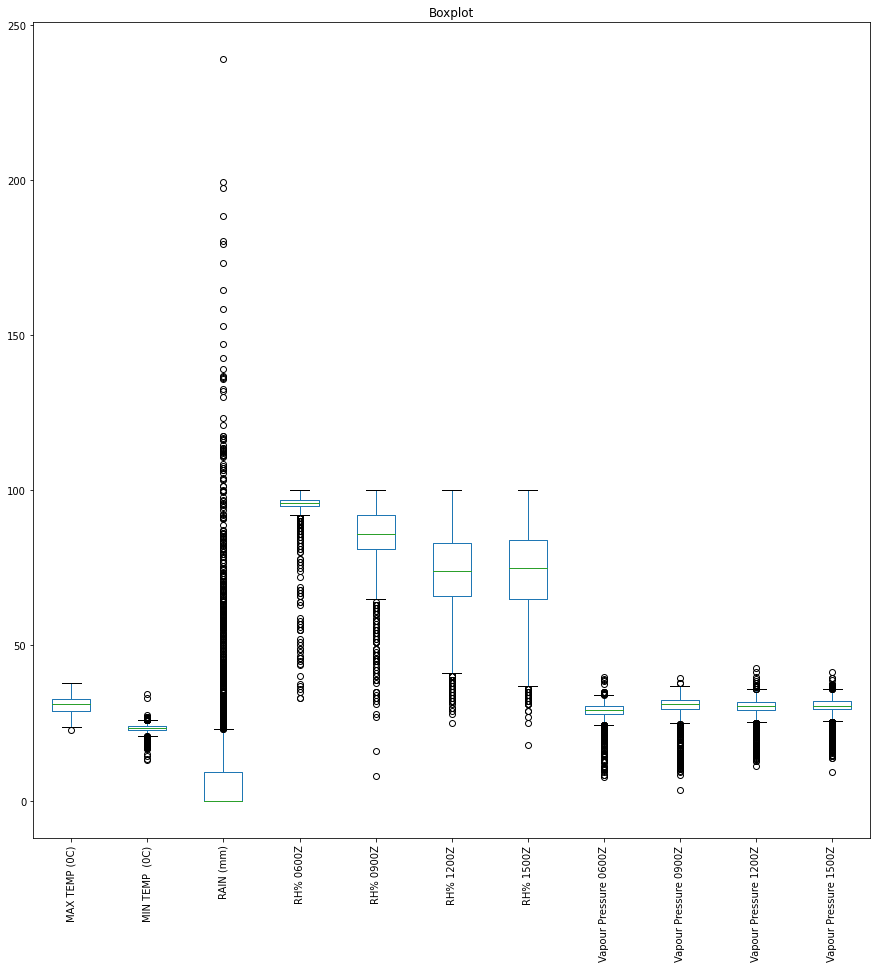 Boxplot
250
200
150
100
50
0
MAX TEMP (0C)
MIN TEMP  (0C)
RAIN (mm)
RH% 0600Z
RH% 0900Z
RH% 1200Z
RH% 1500Z
Vapour Pressure 0600Z
Vapour Pressure 0900Z
Vapour Pressure 1200Z
Vapour Pressure 1500Z